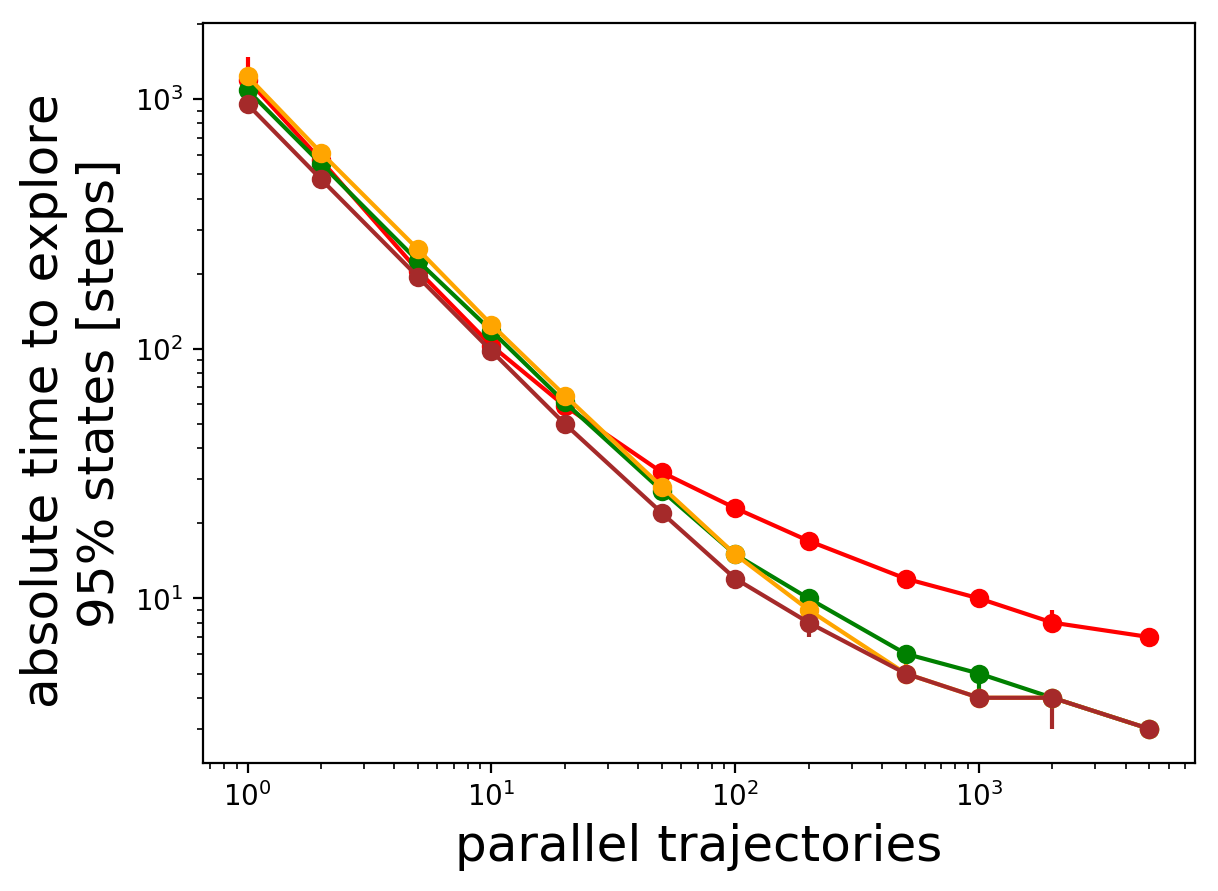 absolute time to explore
95% states [steps]
10³
10²
10¹
10⁰ 10¹ 10² 10³
parallel trajectories